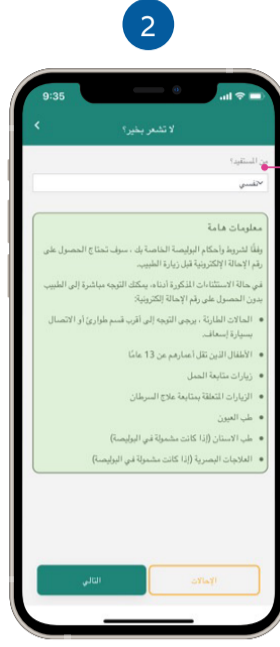 2
9:35
لا تشعر بخير؟
من المستفيد؟
نفسي
معلومات هامة
وفقًا لشروط وأحكام البوليصة الخاصة بك ، سوف تحتاج الحصول على
رقم الإحالة الإلكترونية قبل زيارة الطبيب.
في حالة الاستثناءات المذكورة أدناه، يمكنك التوجه مباشرة إلى الطبيب
بدون الحصول على رقم الإحالة إلكترونية:
• الحالات الطارئة ، يرجى التوجه إلى أقرب قسم طوارئ أو الاتصال
بسيارة إسعاف.
• الأطفال الذين تقل أعمارهم عن 13 عامًا
• زيارات متابعة الحمل
• الزيارات المتعلقة بمتابعة علاج السرطان
• طب العيون
• طب الاسنان (إذا كانت مشمولة في البوليصة)
• العلاجات البصرية (إذا كانت مشمولة في البوليصة)
الإحالات
التالي